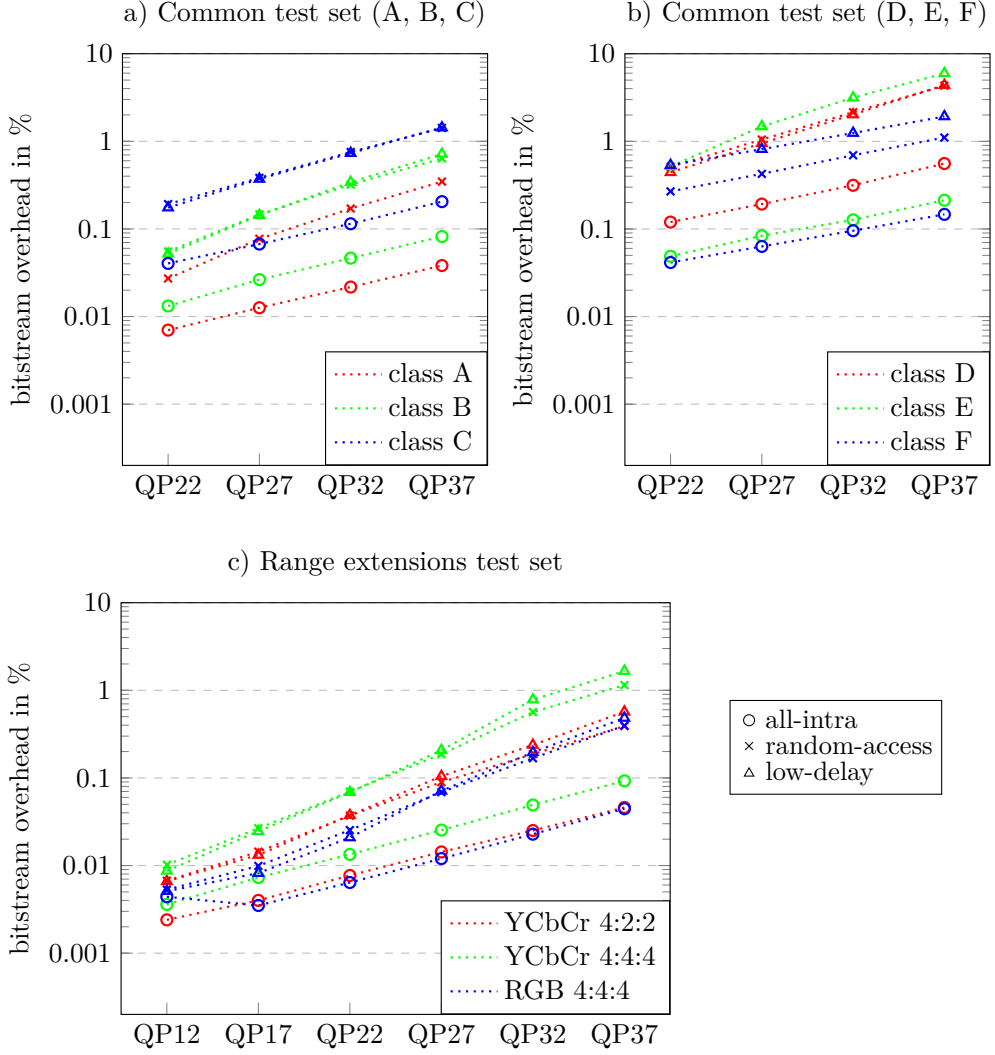 a) Common test set (A, B, C)
bitstream overhead in %
10
1
0.1
0.01
0.001
QP22 QP27 QP32 QP37
class A
class B
class C
b) Common test set (D, E, F)
bitstream overhead in %
10
1
0.1
0.01
0.001
QP22 QP27 QP32 QP37
class D
class E
class F
c) Range extensions test set
bitstream overhead in %
10
1
0.1
0.01
0.001
QP12 QP17 QP22 QP27 QP32 QP37
YCbCr 4:2:2
YCbCr 4:4:4
RGB 4:4:4
all-intra
random-access
low-delay